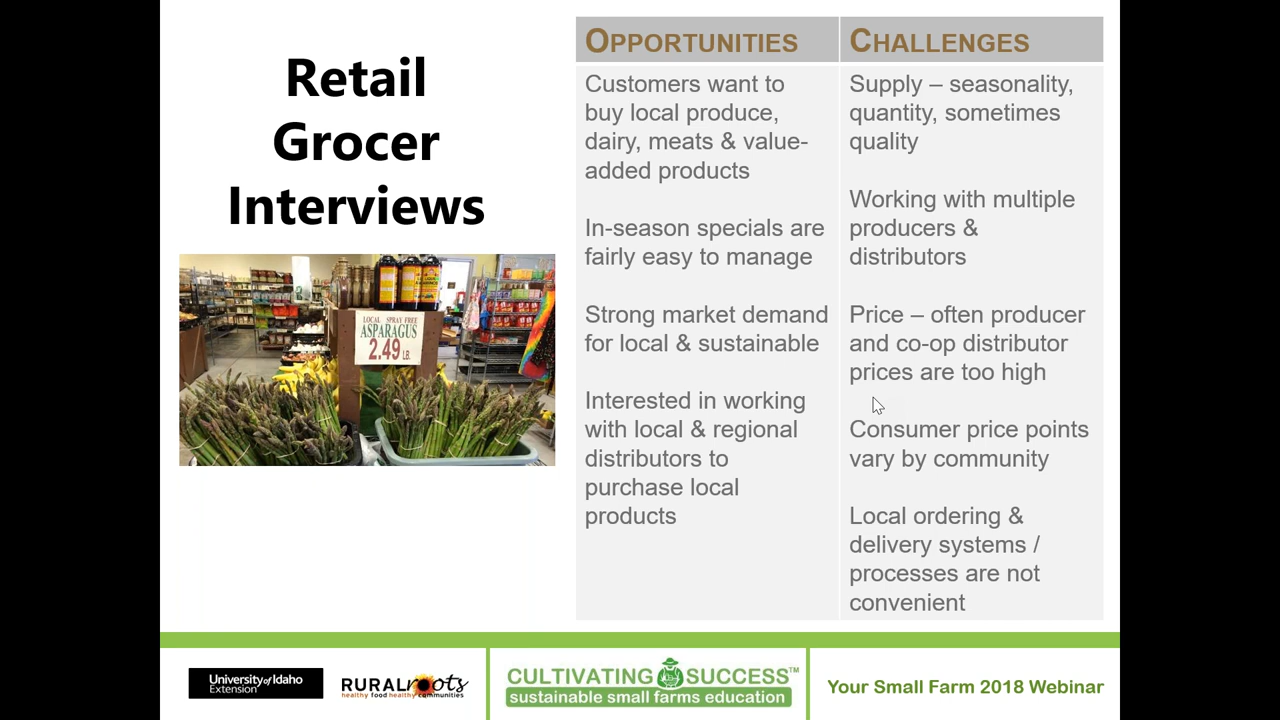 Retail
Grocer
Interviews
LOCAL SPRAY FREE
ASPARAGUS
2.49 LB.
OPPORTUNITIES
Customers want to
buy local produce,
dairy, meats & value-
added products
In-season specials are
fairly easy to manage
Strong market demand
for local & sustainable
Interested in working
with local & regional
distributors to
purchase local
products
CHALLENGES
Supply – seasonality,
quantity, sometimes
quality
Working with multiple
producers &
distributors
Price – often producer
and co-op distributor
prices are too high
Consumer price points
vary by community
Local ordering &
delivery systems /
processes are not
convenient
University of Idaho
Extension
RURALroots
healthy food healthy communities
CULTIVATING SUCCESS™
sustainable small farms education
Your Small Farm 2018 Webinar